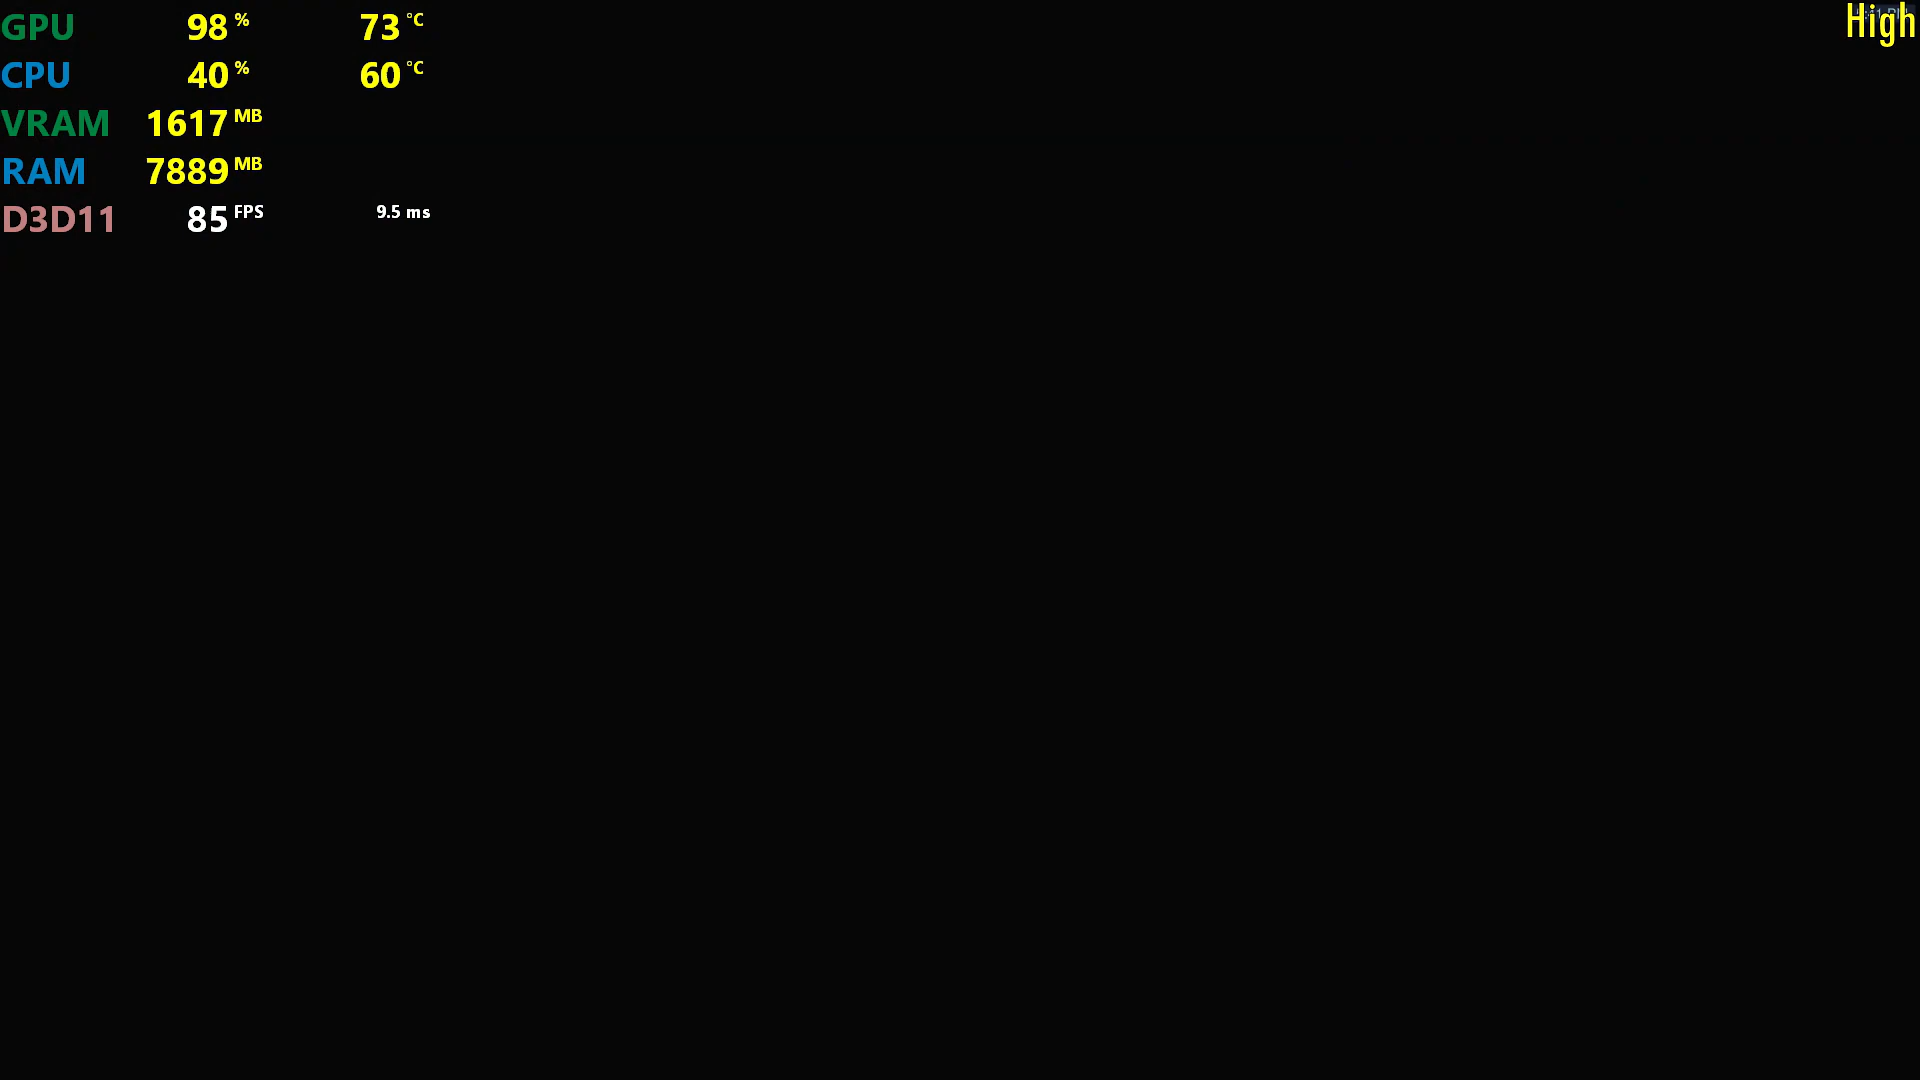 GPU 98 % 73 °C
High
CPU 40 % 60 °C
VRAM 1617 MB
RAM 7889 MB
D3D11 85 FPS 9.5 ms